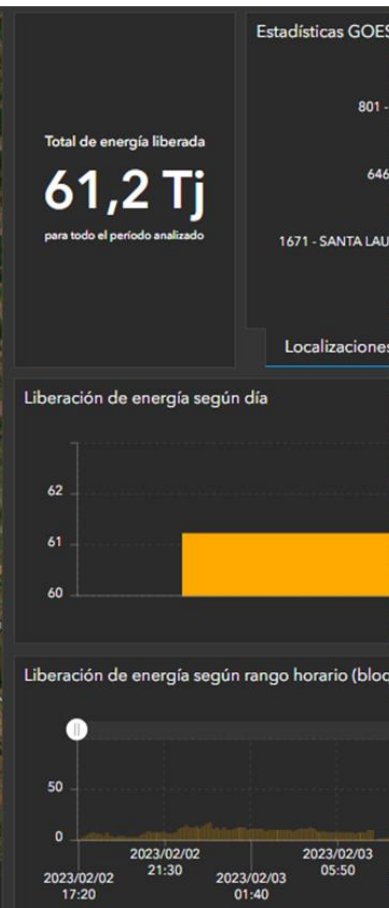 Total de energía liberada
61,2 Tj
para todo el período analizado
Estadísticas GOES
801 -
646
1671 - SANTA LAU
Localizaciones
Liberación de energía según día
62
61
60
Liberación de energía según rango horario (bloc
50
0
2023/02/02
17:20
2023/02/02
21:30
2023/02/03
01:40
2023/02/03
05:50